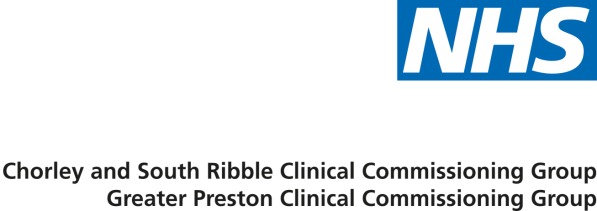 NHS
Chorley and South Ribble Clinical Commissioning Group
Greater Preston Clinical Commissioning Group